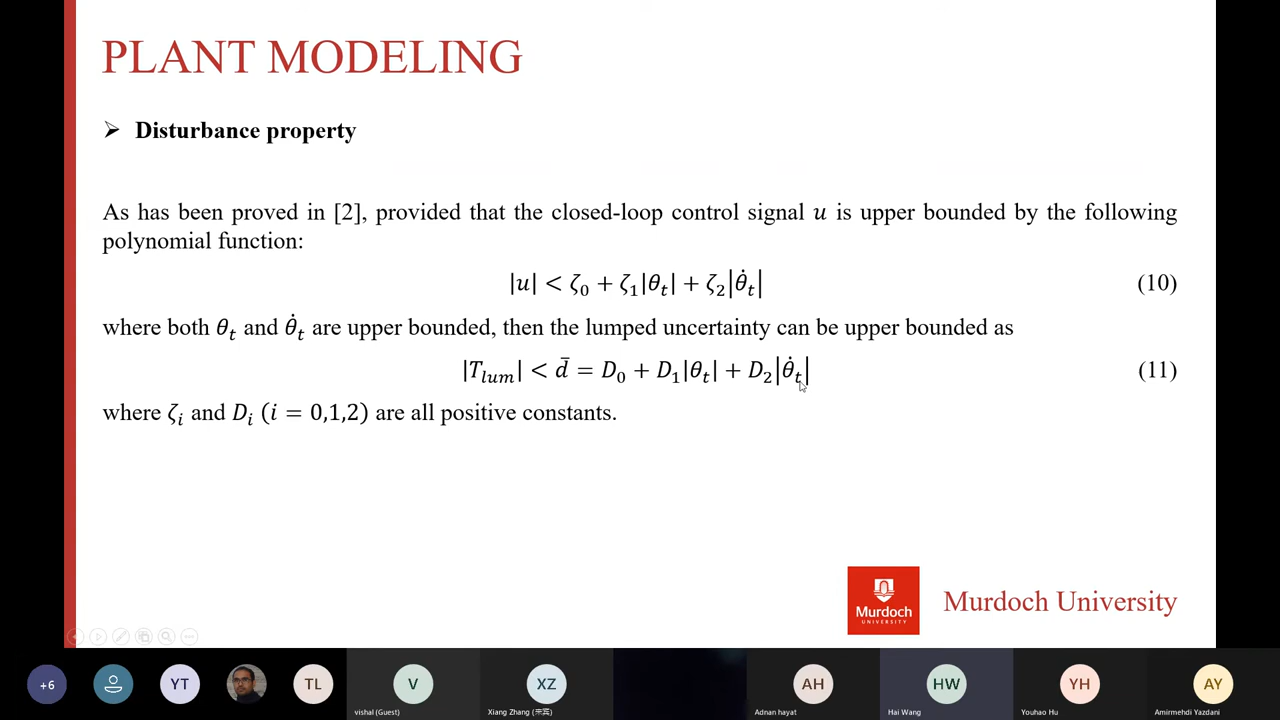 PLANT MODELING
➢ Disturbance property
As has been proved in [2], provided that the closed-loop control signal 𝑢 is upper bounded by the following
polynomial function:
|𝑢| < ζ₀ + ζ₁|θₜ| + ζ₂|θ̇ₜ| (10)
where both θₜ and θ̇ₜ are upper bounded, then the lumped uncertainty can be upper bounded as
|T_{lum}| < d̄ = D₀ + D₁|θₜ| + D₂|θ̇ₜ| (11)
where ζᵢ and Dᵢ (i = 0,1,2) are all positive constants.
Murdoch
UNIVERSITY
Murdoch University
+6
YT
TL
V
XZ
AH
HW
YH
AY
vishal (Guest)
Xiang Zhang (宋宾)
Adnan hayat
Hai Wang
Youhao Hu
Amirmehdi Yazdani